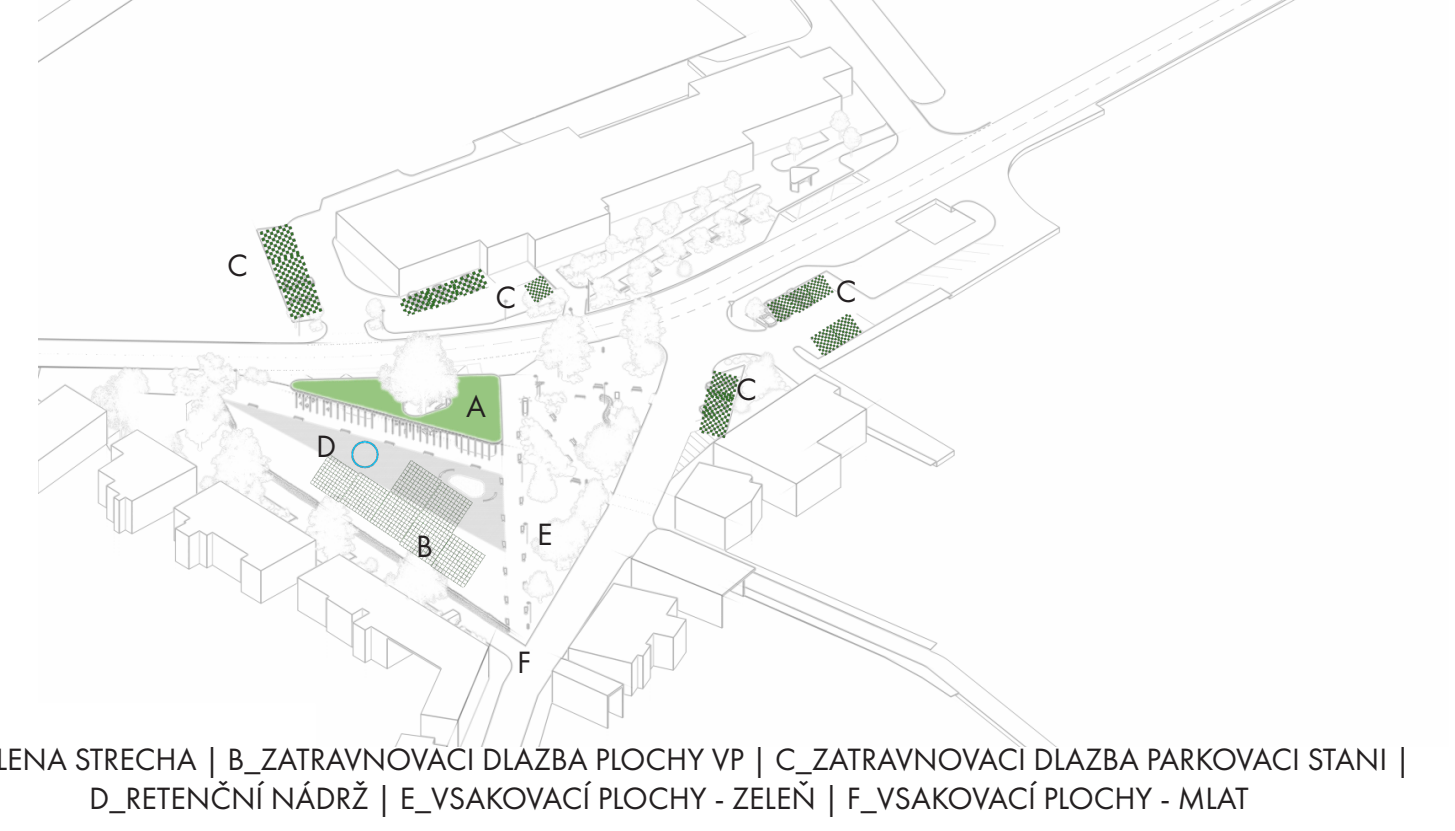 C
C
C
C
A
D
E
B
F
LENA STRECHA | B_ZATRAVNOVACI DLAZBA PLOCHY VP | C_ZATRAVNOVACI DLAZBA PARKOVACI STANI |
D_RETENČNÍ NÁDRŽ | E_VSAKOVACÍ PLOCHY - ZELEŇ | F_VSAKOVACÍ PLOCHY - MLAT